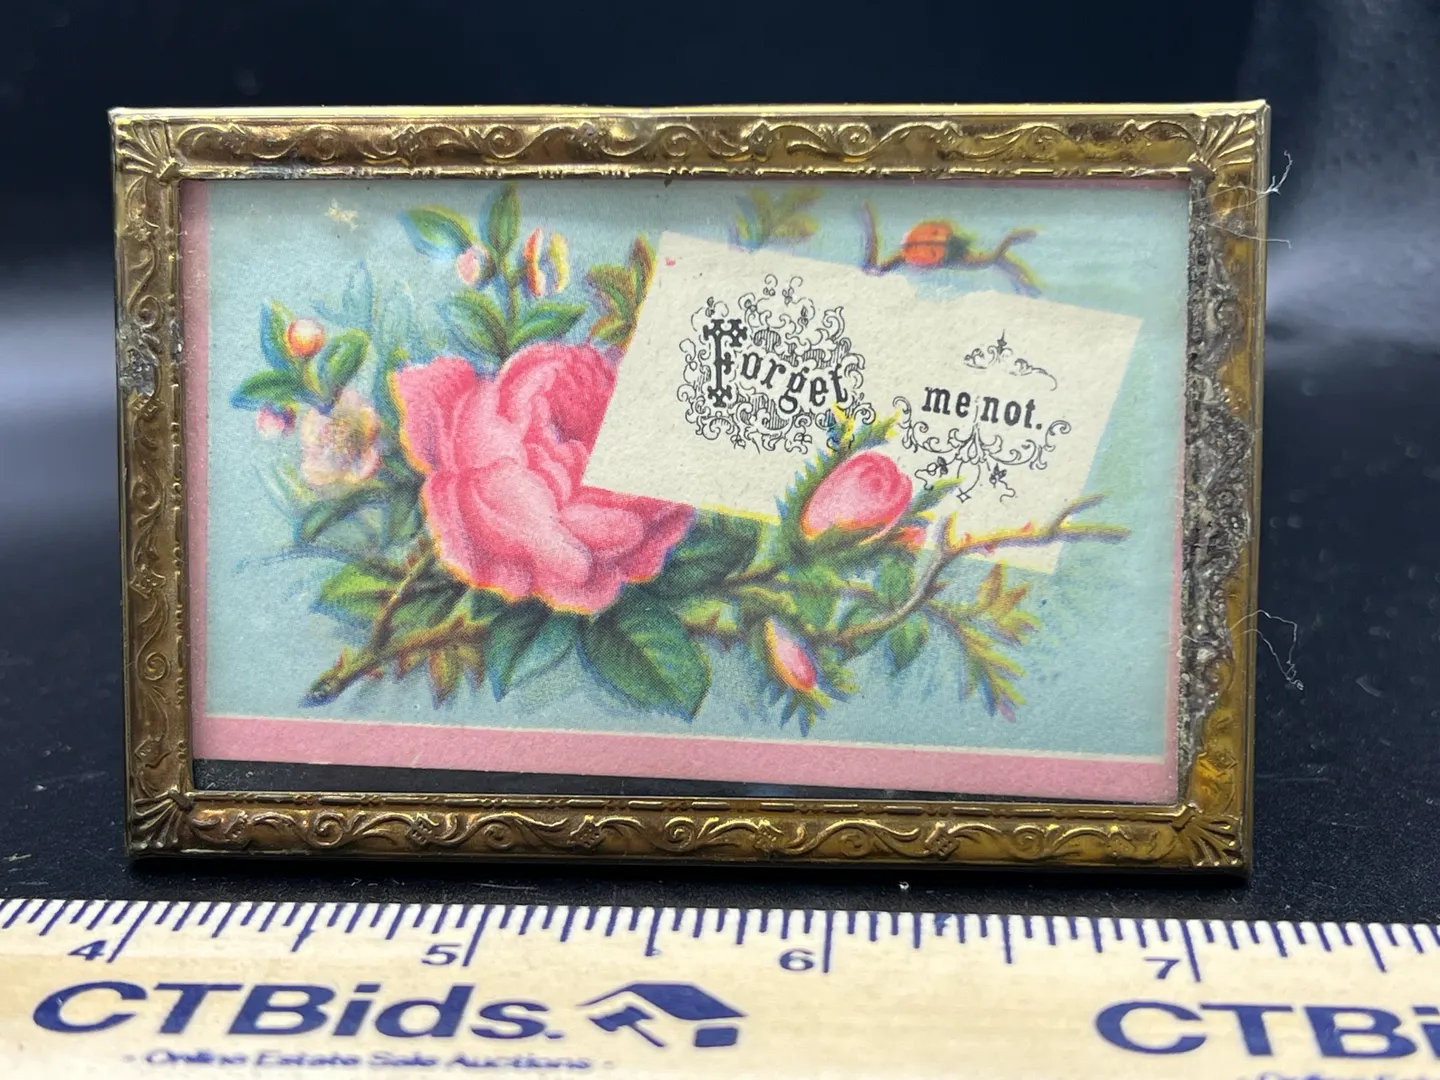 Forget
me not.
4 5 6 7
CTBids. CTBi
- Online Estate Sale Auctions -